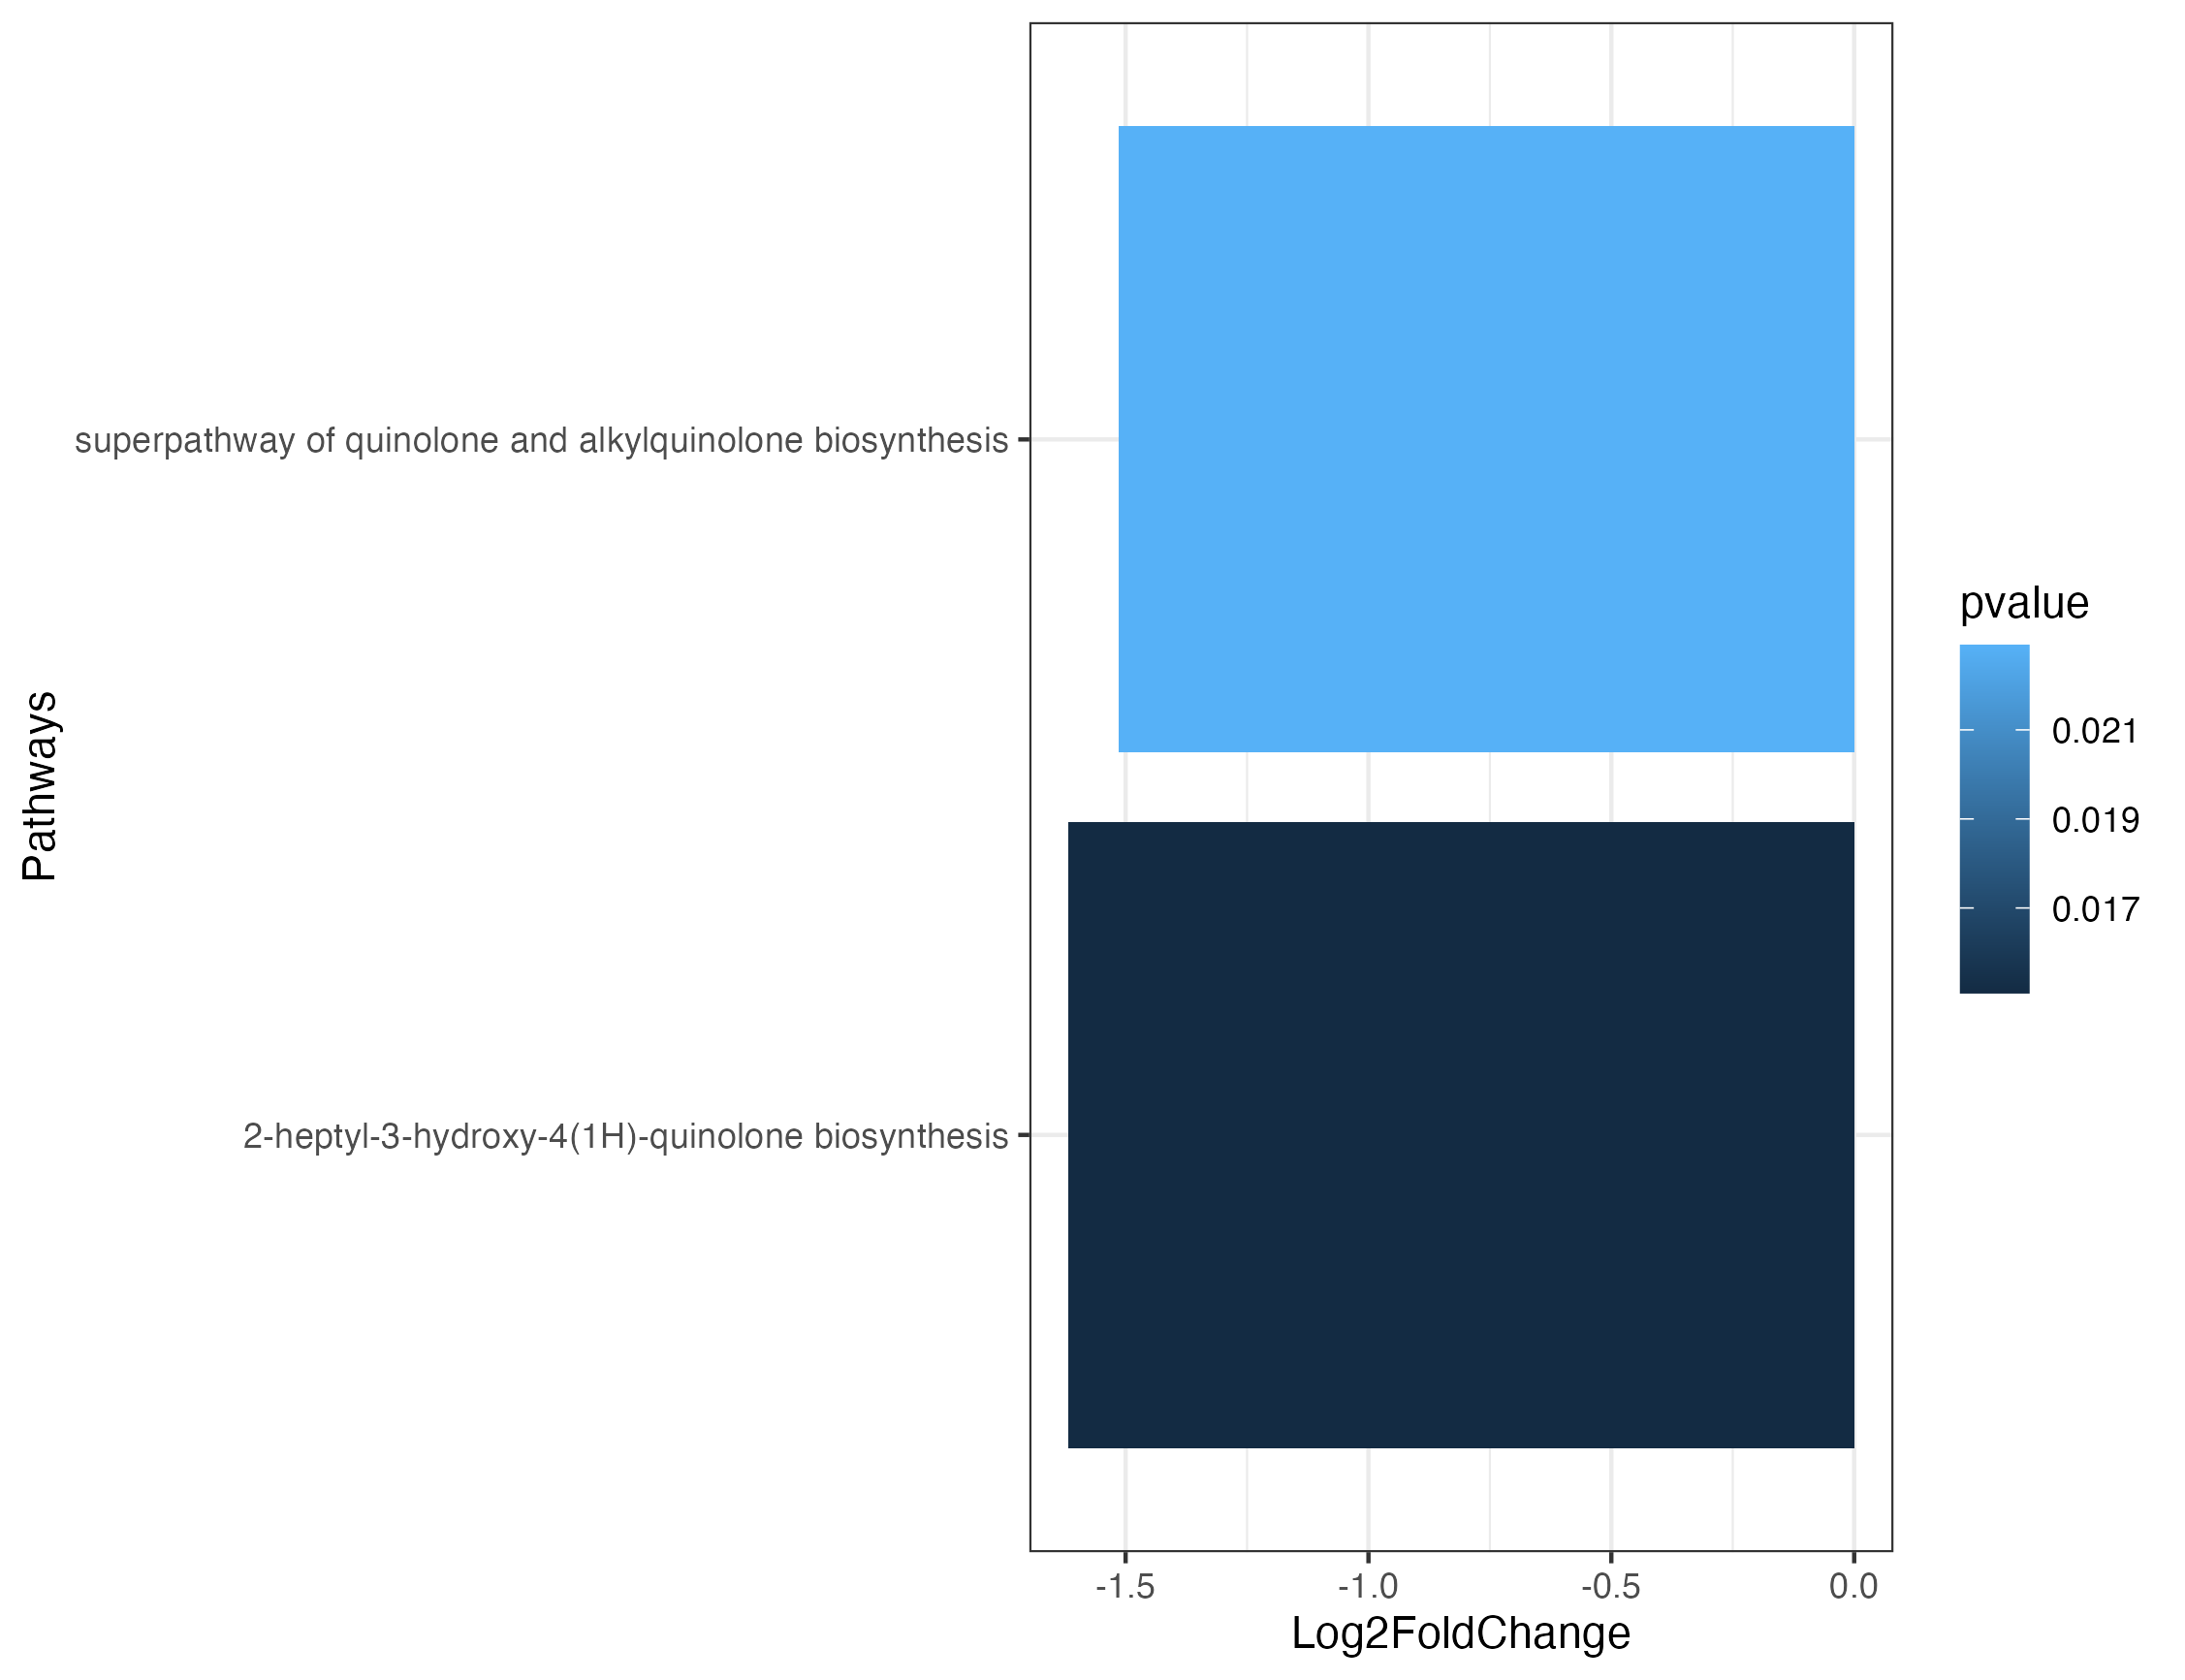 Pathways
superpathway of quinolone and alkylquinolone biosynthesis
2-heptyl-3-hydroxy-4(1H)-quinolone biosynthesis
-1.5 -1.0 -0.5 0.0
Log2FoldChange
pvalue
0.021
0.019
0.017